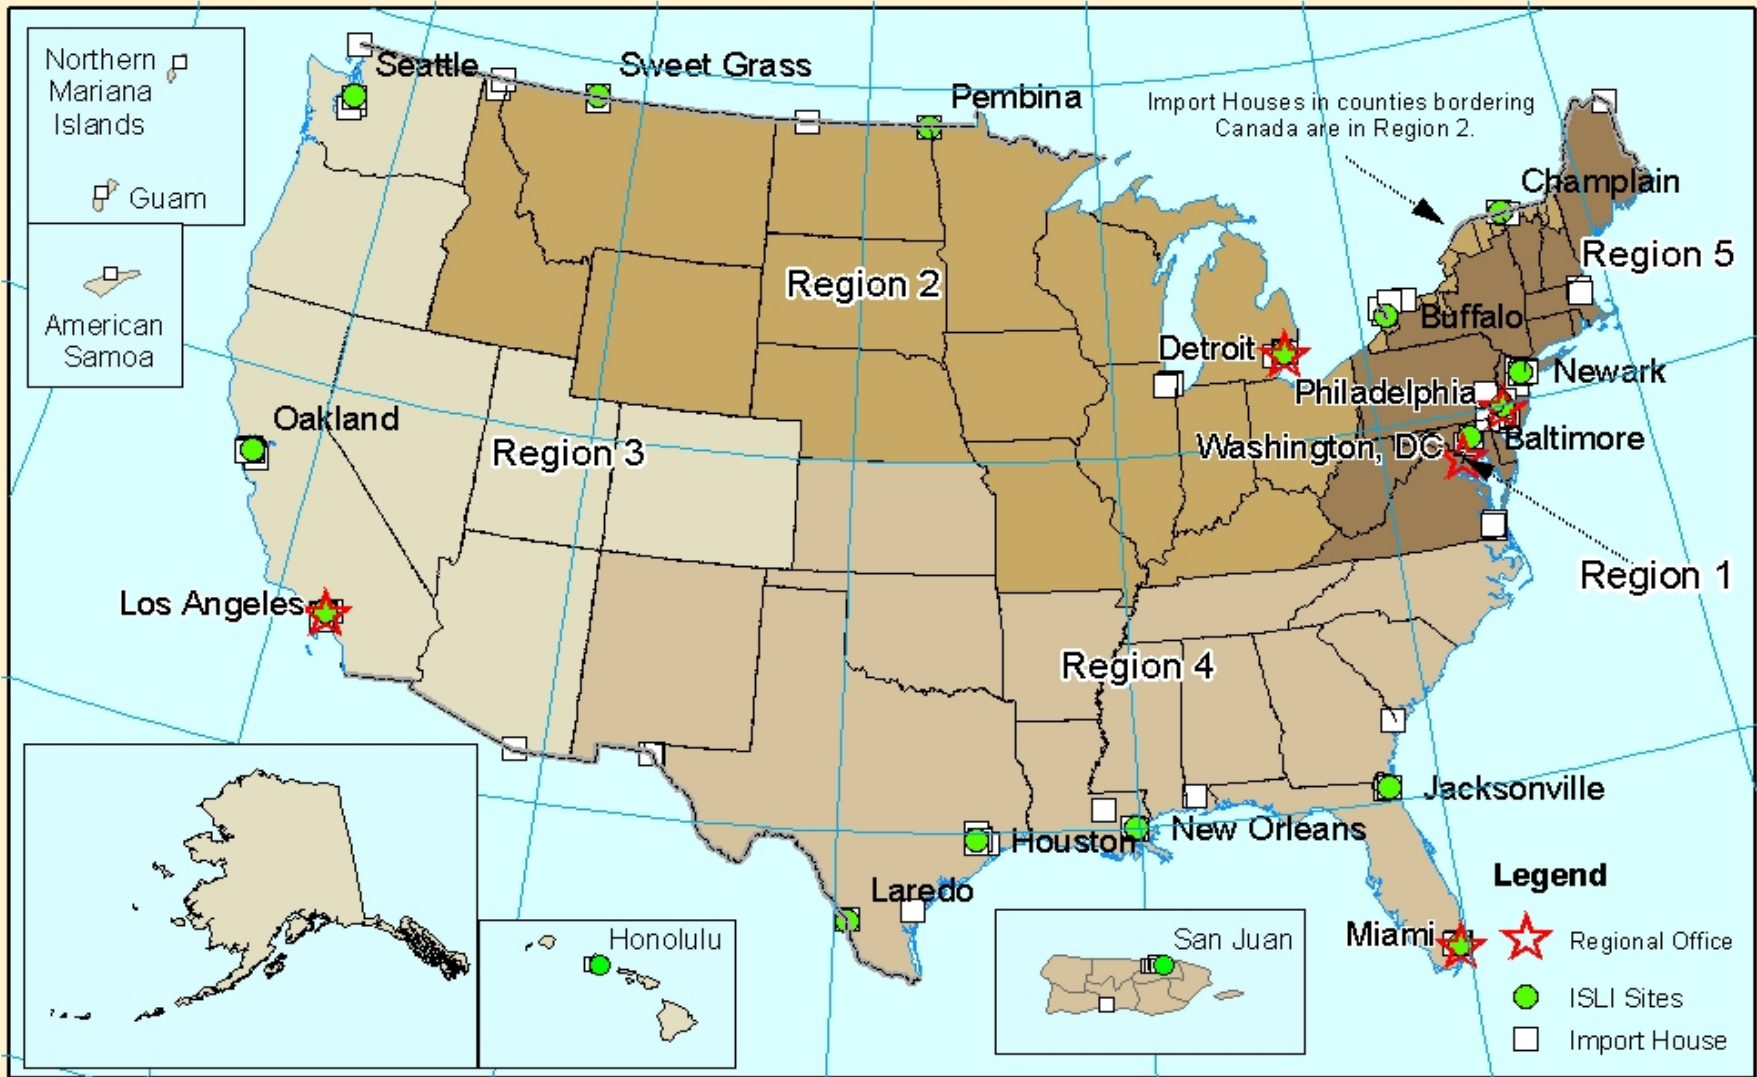 Northern
Mariana
Islands
Guam
American
Samoa
Seattle
Sweet Grass
Pembina
Import Houses in counties bordering
Canada are in Region 2.
Champlain
Region 5
Region 2
Buffalo
Detroit
Newark
Philadelphia
Oakland
Region 3
Washington, DC
Baltimore
Region 1
Los Angeles
Region 4
Jacksonville
New Orleans
Houston
Laredo
Miami
Honolulu
San Juan
Legend
Regional Office
ISLI Sites
Import House